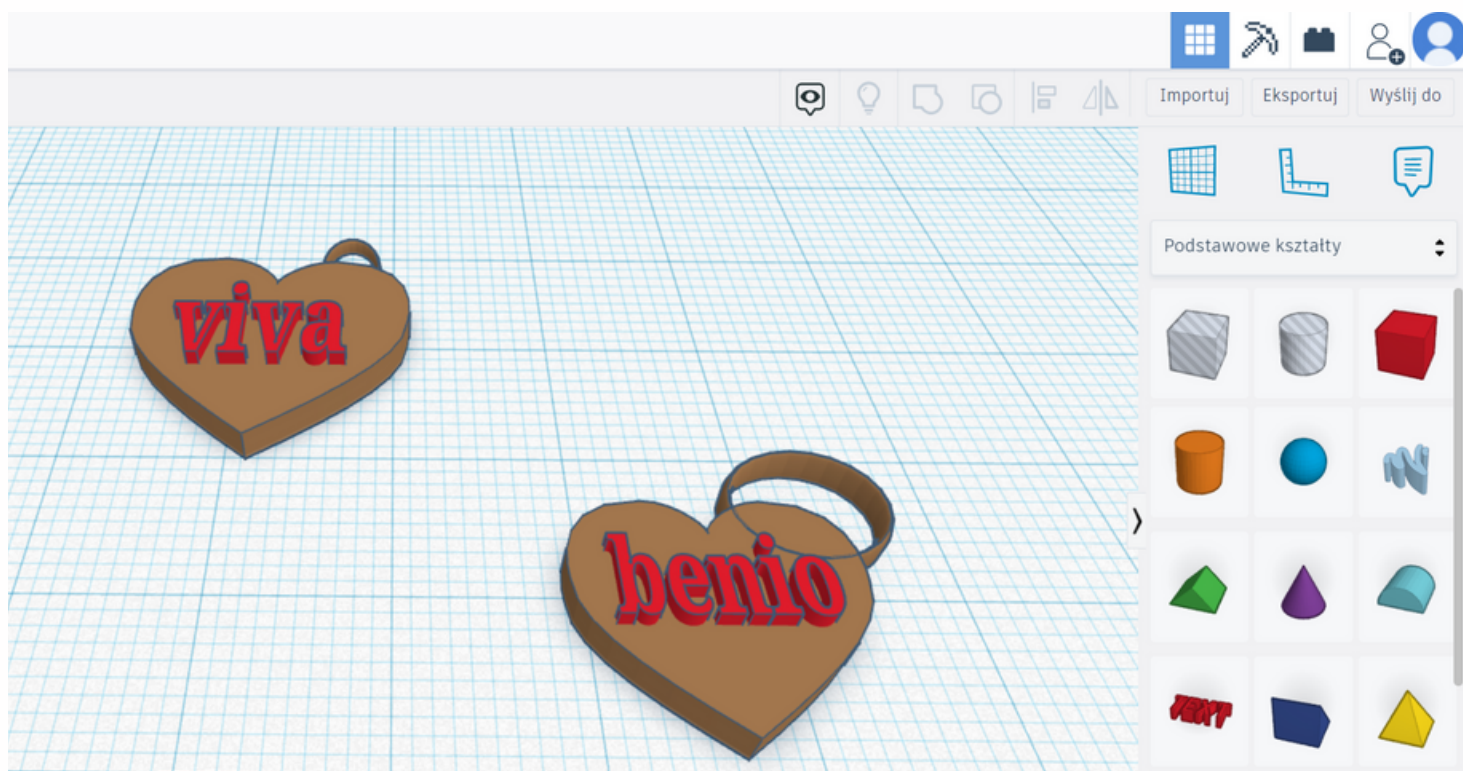 Importuj Eksportuj Wyślij do
Podstawowe kształty
viva
benio
TEXT